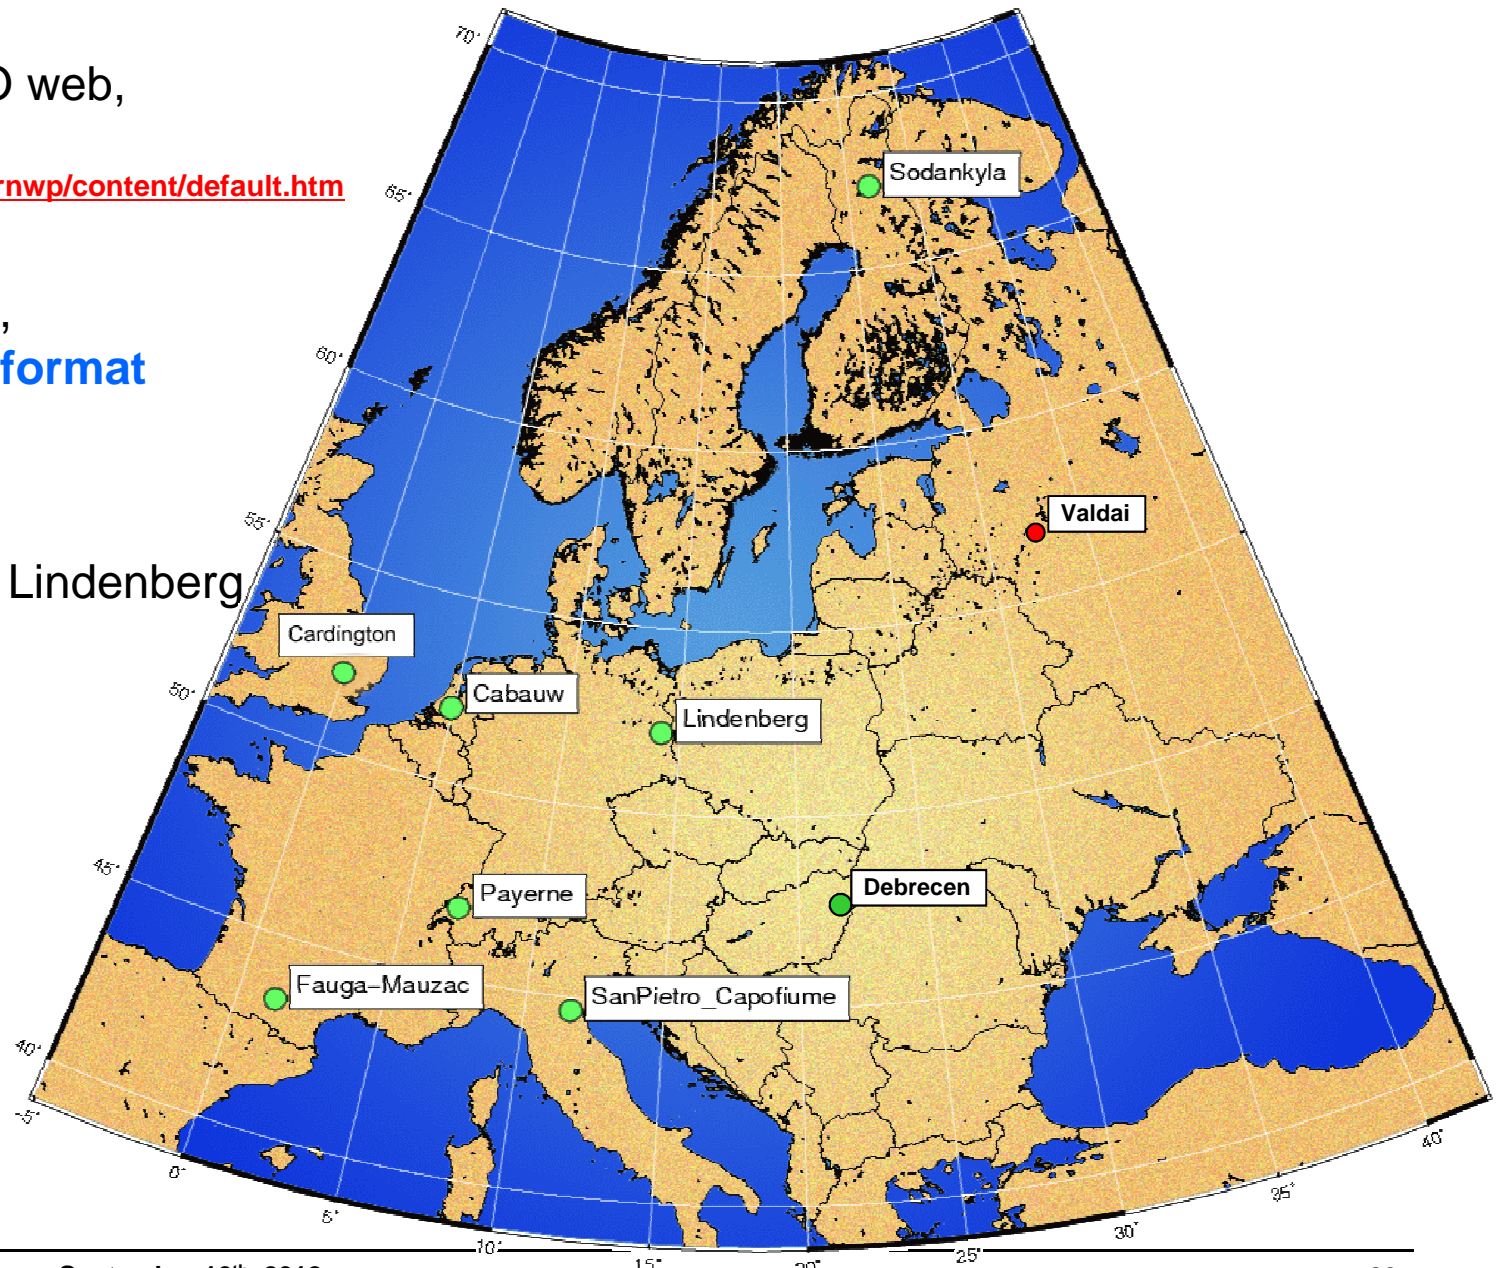 70°
D web,
Sodankyla
rnwp/content/default.htm
65°
,
60°
format
55°
Valdai
Lindenberg
Cardington
50°
Cabauw
Lindenberg
45°
Payerne
Debrecen
Fauga-Mauzac
SanPietro_Capofiume
40°
-5°
0°
5°
10°
15°
20°
25°
30°
35°
40°